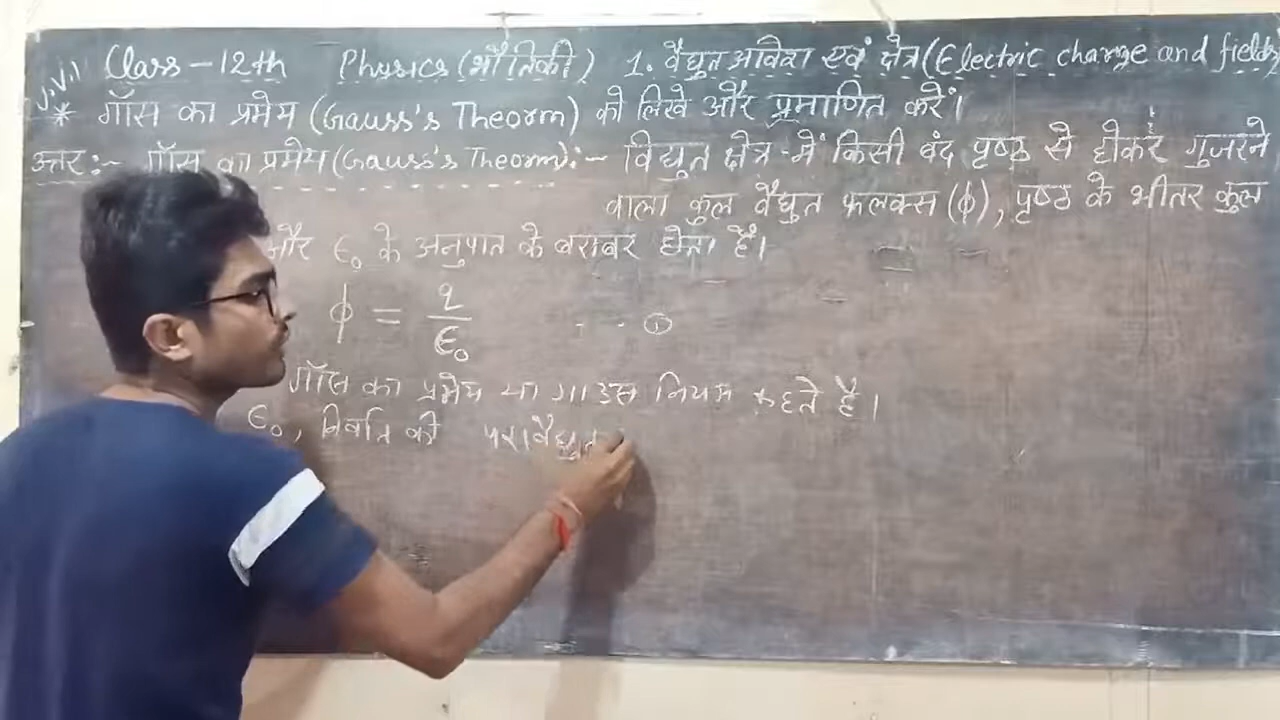 V.V.I
Class - 12th Physics (भौतिकी) 1. वैद्युत आवेश एवं क्षेत्र (Electric charge and fields
* गॉस का प्रमेय (Gauss's Theorm) को लिखे और प्रमाणित करें।
उत्तर:- गॉस का प्रमेय (Gauss's Theorm):- विद्युत क्षेत्र में किसी बंद पृष्ठ से होकर गुजरने
वाला कुल वैद्युत फलक्स (ϕ), पृष्ठ के भीतर कुल
और ϵ₀ के अनुपात के बराबर होता है।
ϕ = q/ϵ₀ - - - ①
गॉस का प्रमेय या गाउस नियम कहते है।
ϵ₀, निर्वात की परावैद्युत